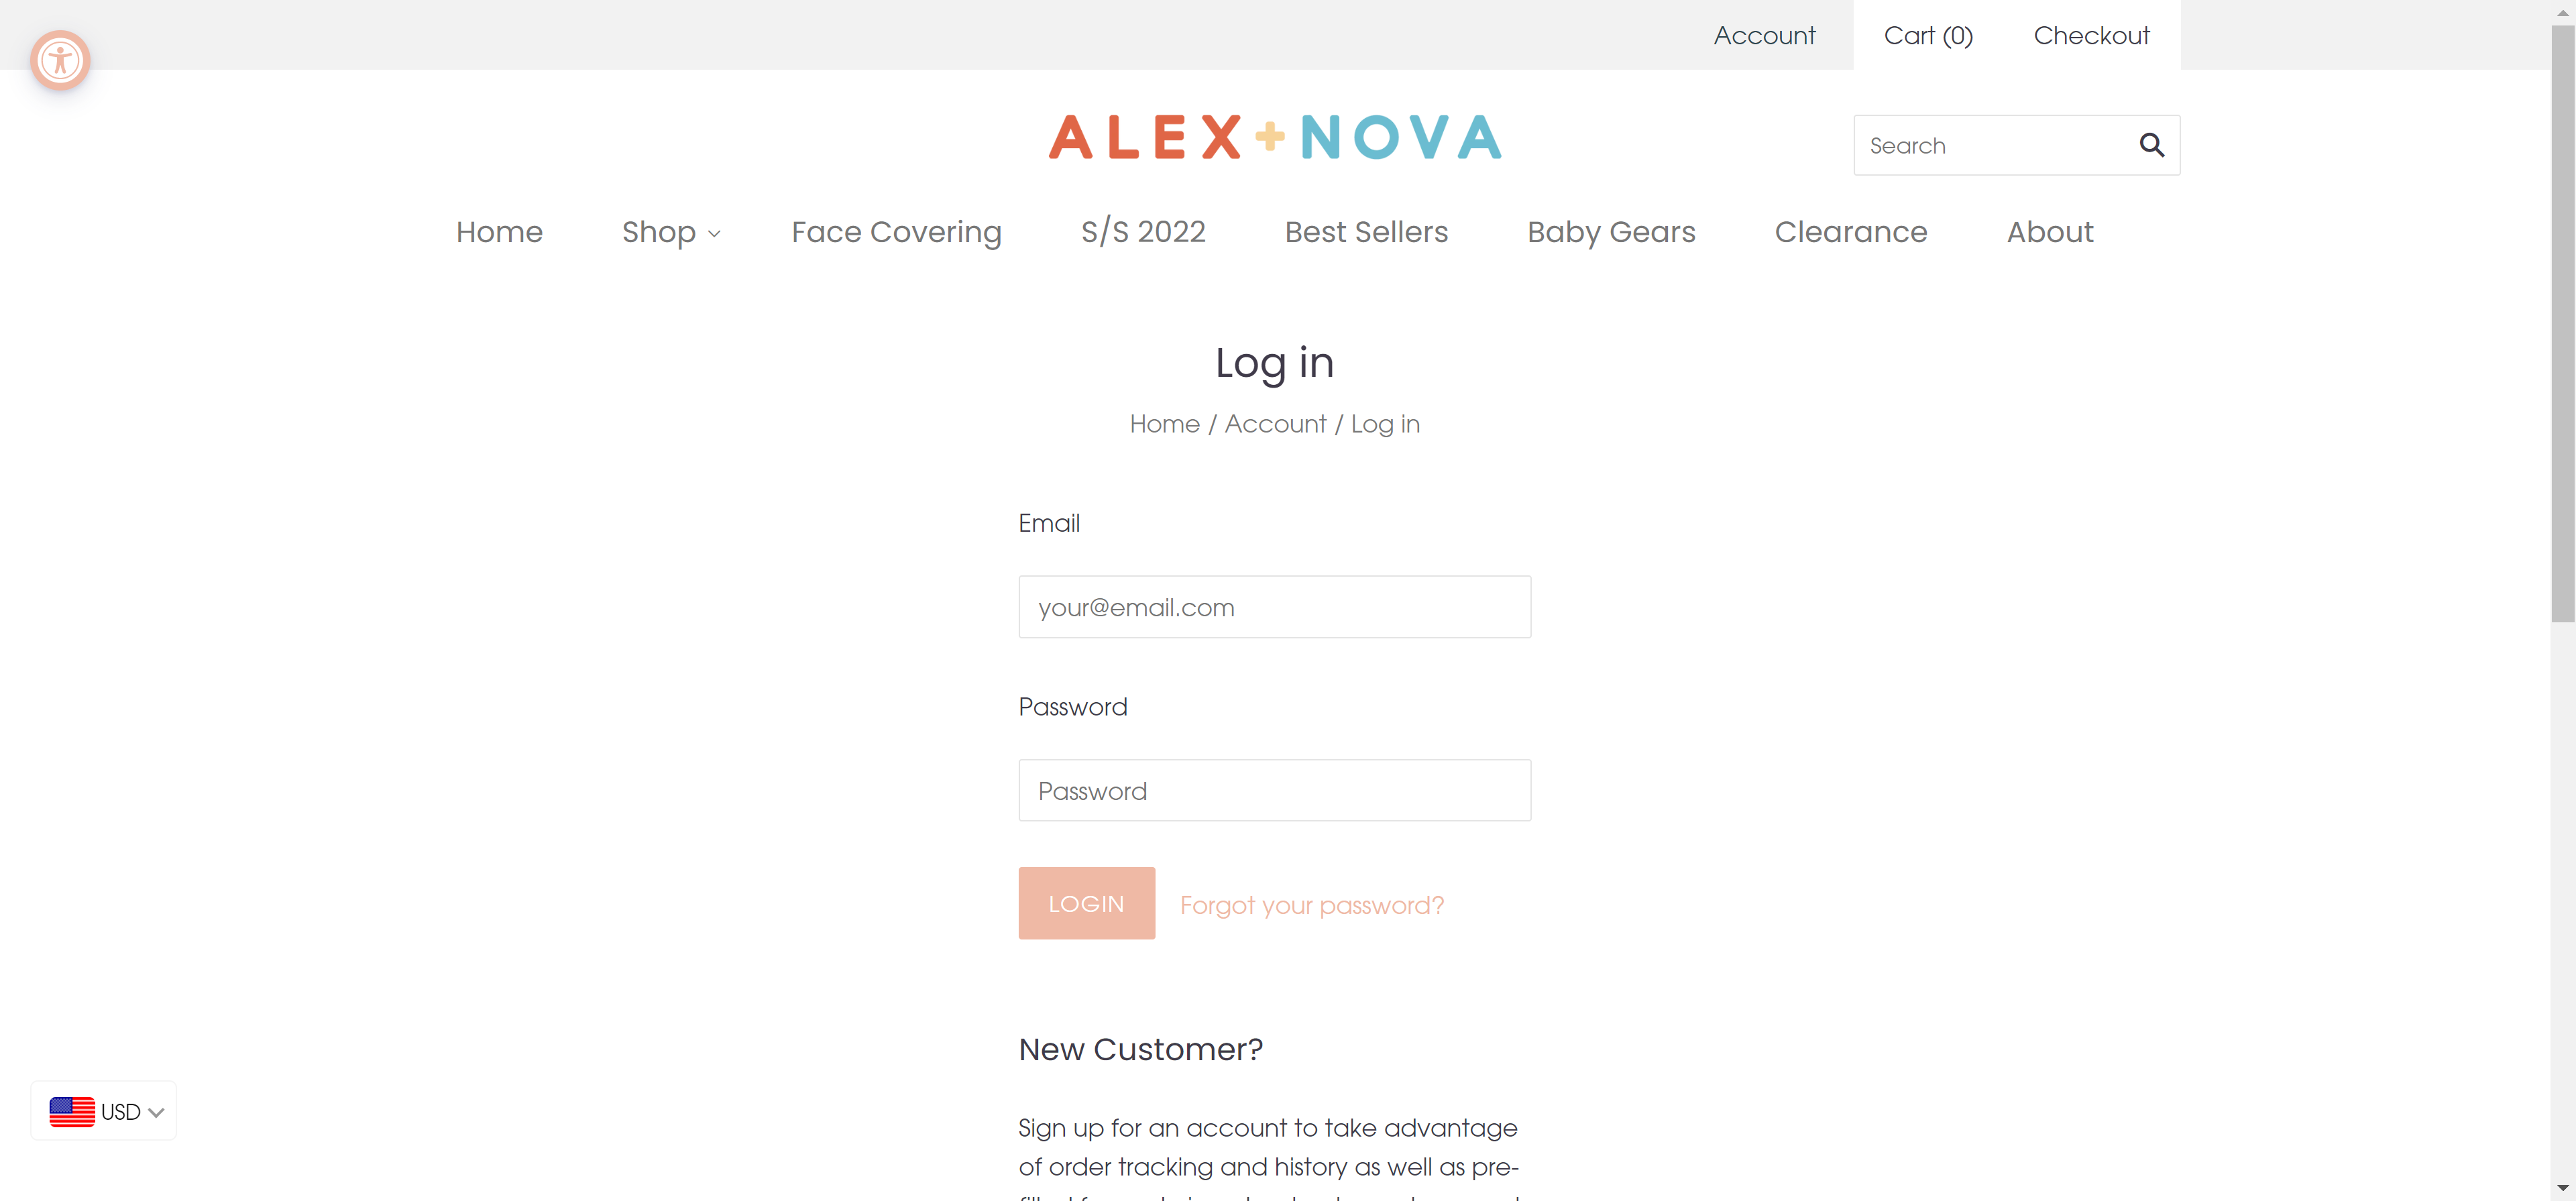 Account
Cart (0)
Checkout
ALEX+NOVA
Search
Home
Shop
Face Covering
S/S 2022
Best Sellers
Baby Gears
Clearance
About
Log in
Home / Account / Log in
Email
your@email.com
Password
Password
LOGIN
Forgot your password?
New Customer?
Sign up for an account to take advantage
of order tracking and history as well as pre-
USD